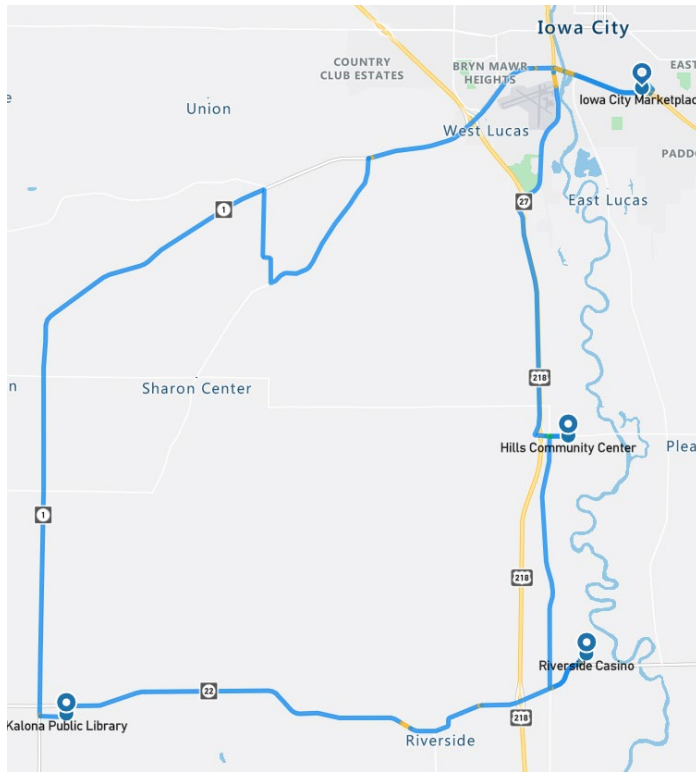 Iowa City
COUNTRY
CLUB ESTATES
BRYN MAWR
HEIGHTS
EAST
Iowa City Marketplac
Union
West Lucas
PADDO
27
East Lucas
1
218
Sharon Center
n
Hills Community Center
Plea
1
218
Riverside Casino
22
Kalona Public Library
218
Riverside